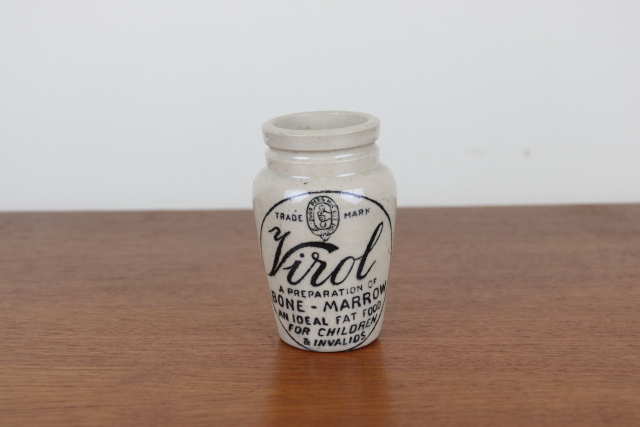 TRADE MARK
Virol
A PREPARATION OF
BONE - MARROW
AN IDEAL FAT FOOD
FOR CHILDREN
& INVALIDS